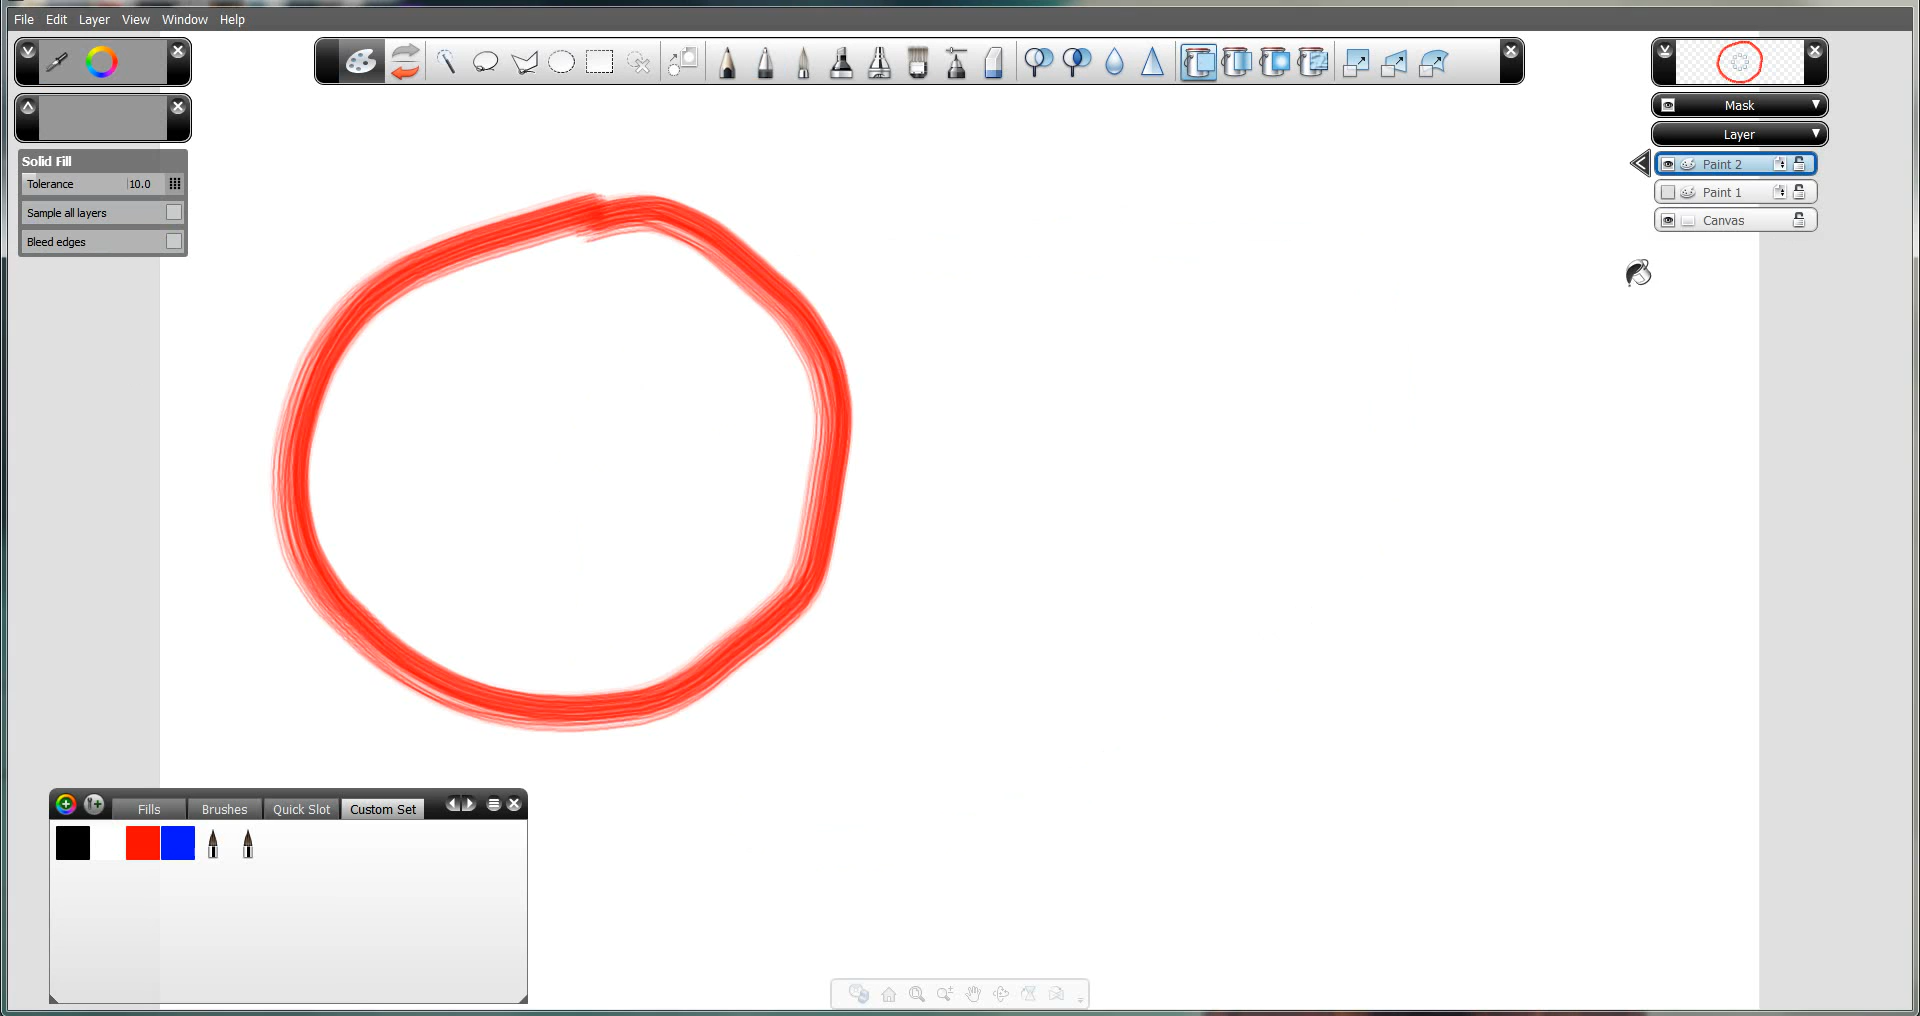 File Edit Layer View Window Help
Solid Fill
Tolerance 10.0
Sample all layers
Bleed edges
Mask
Layer
Paint 2
Paint 1
Canvas
Fills Brushes Quick Slot Custom Set